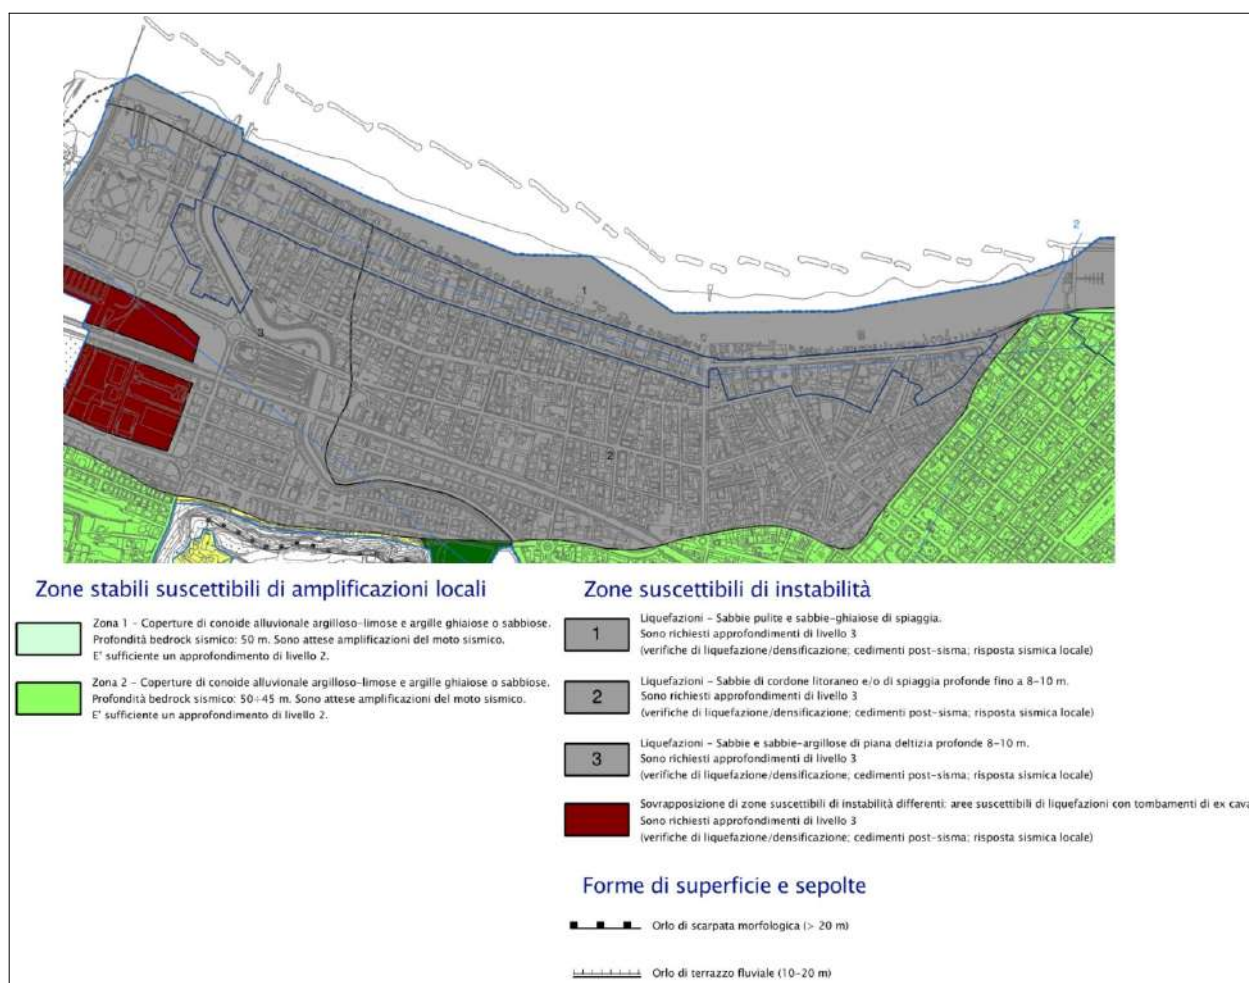 2
1
3
2
Zone stabili suscettibili di amplificazioni locali
Zona 1 - Coperture di conoide alluvionale argilloso-limose e argille ghiaiose o sabbiose.
Profondità bedrock sismico: 50 m. Sono attese amplificazioni del moto sismico.
E' sufficiente un approfondimento di livello 2.
Zona 2 - Coperture di conoide alluvionale argilloso-limose e argille ghiaiose o sabbiose.
Profondità bedrock sismico: 50÷45 m. Sono attese amplificazioni del moto sismico.
E' sufficiente un approfondimento di livello 2.
Zone suscettibili di instabilità
1
Liquefazioni - Sabbie pulite e sabbie-ghiaiose di spiaggia.
Sono richiesti approfondimenti di livello 3
(verifiche di liquefazione/densificazione; cedimenti post-sisma; risposta sismica locale)
2
Liquefazioni - Sabbie di cordone litoraneo e/o di spiaggia profonde fino a 8-10 m.
Sono richiesti approfondimenti di livello 3
(verifiche di liquefazione/densificazione; cedimenti post-sisma; risposta sismica locale)
3
Liquefazioni - Sabbie e sabbie-argillose di piana deltizia profonde 8-10 m.
Sono richiesti approfondimenti di livello 3
(verifiche di liquefazione/densificazione; cedimenti post-sisma; risposta sismica locale)
Sovrapposizione di zone suscettibili di instabilità differenti: aree suscettibili di liquefazioni con tombamenti di ex cava
Sono richiesti approfondimenti di livello 3
(verifiche di liquefazione/densificazione; cedimenti post-sisma; risposta sismica locale)
Forme di superficie e sepolte
Orlo di scarpata morfologica (> 20 m)
Orlo di terrazzo fluviale (10-20 m)